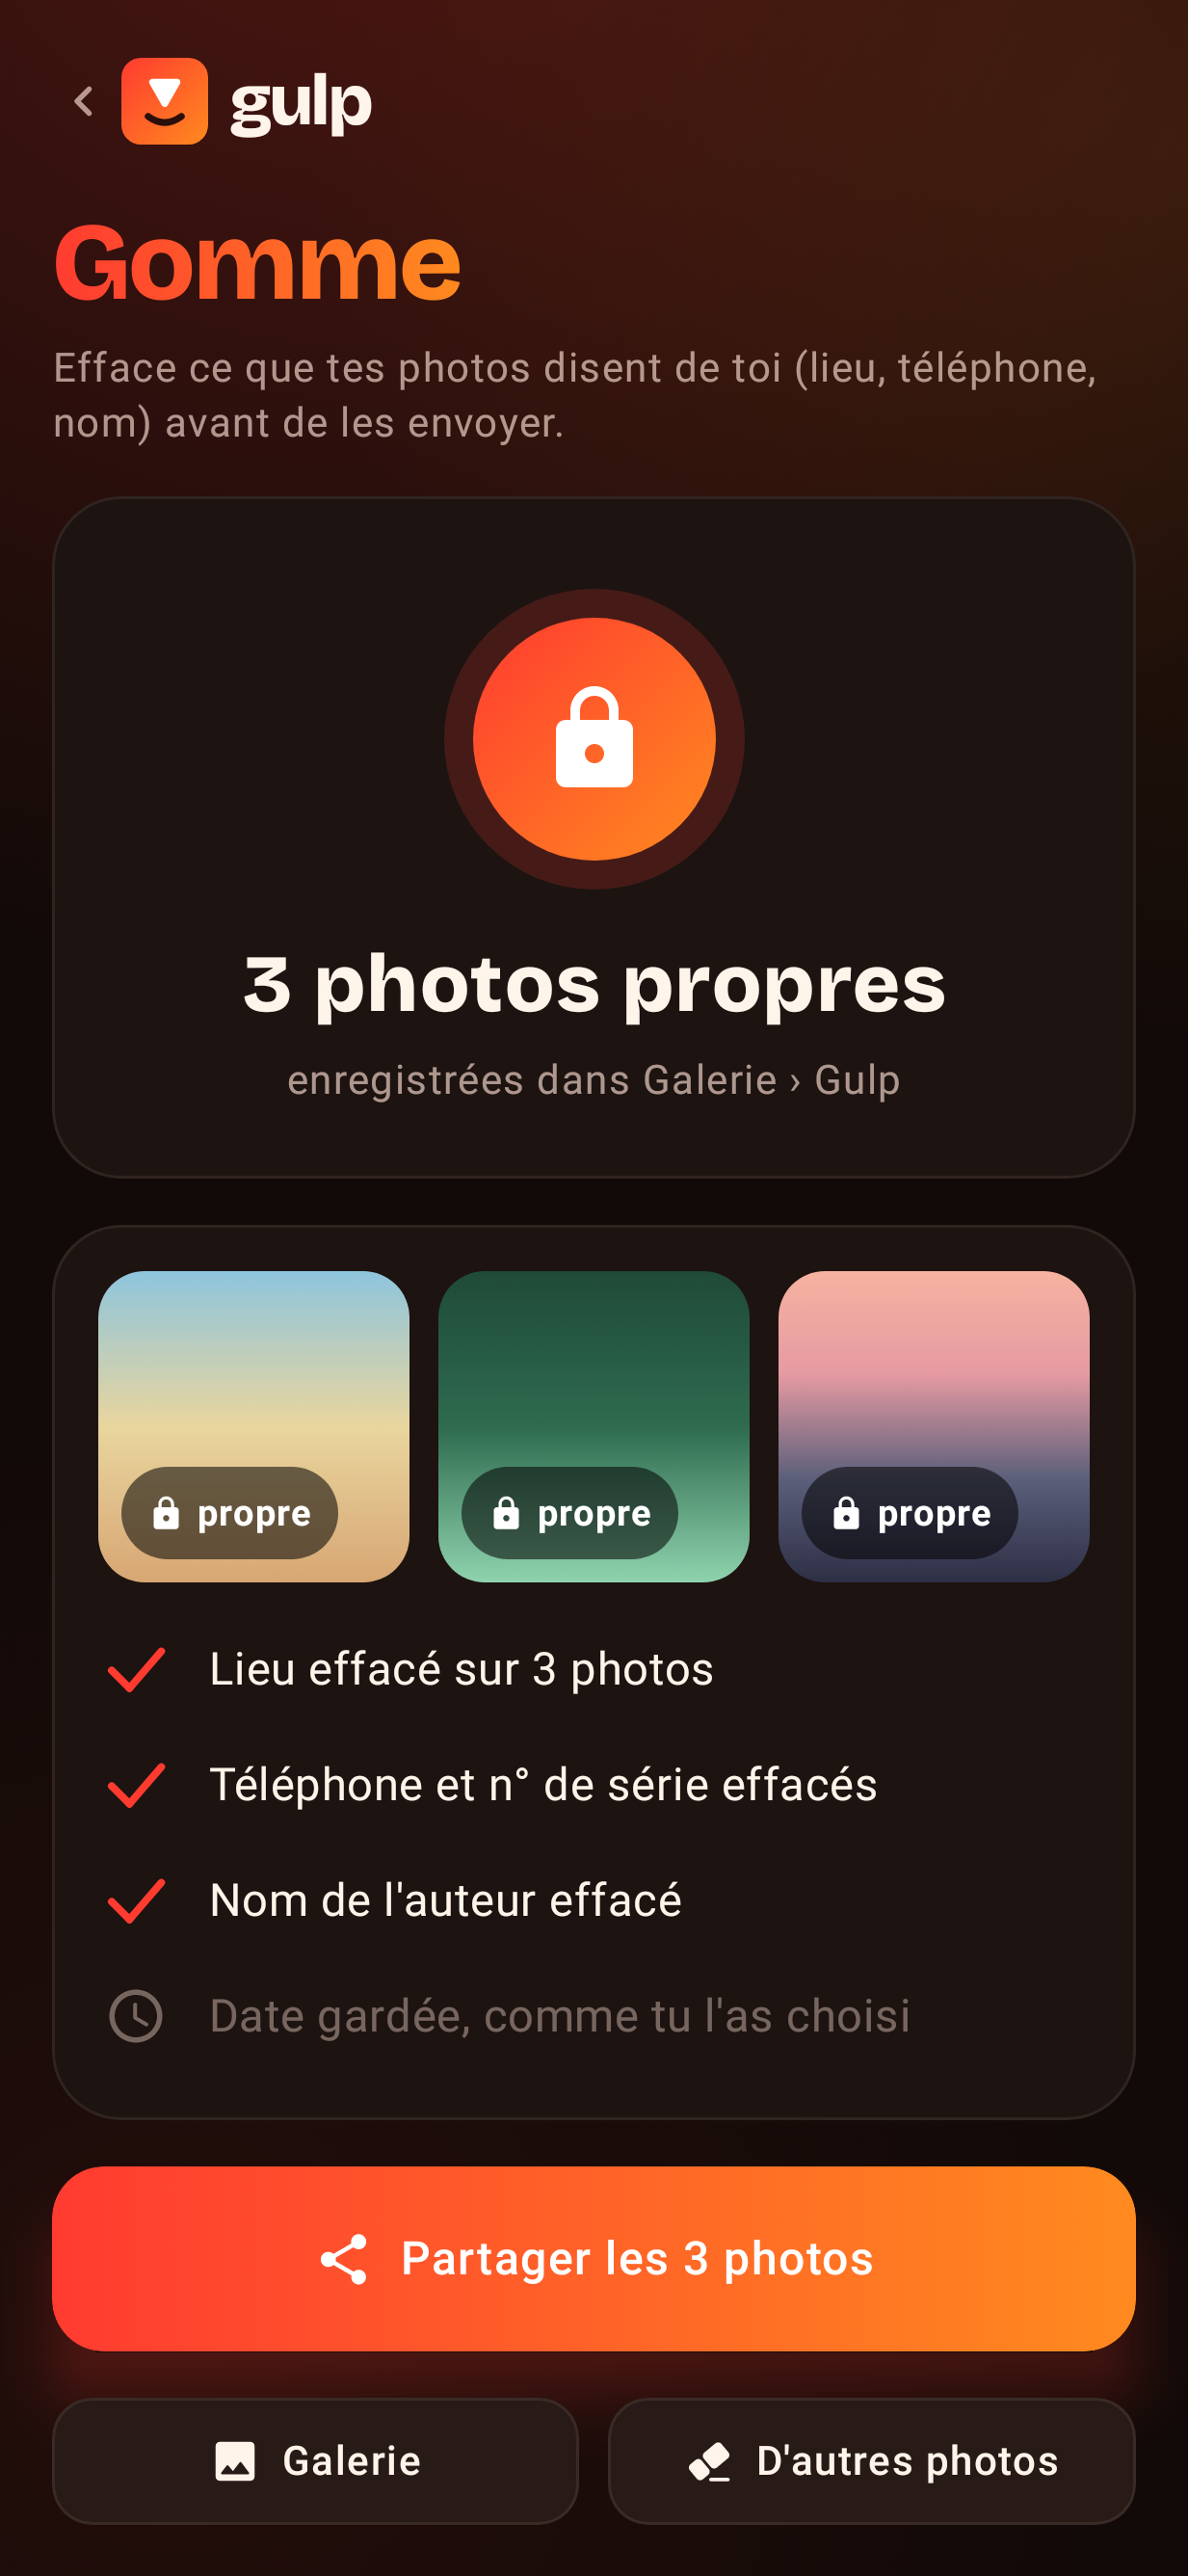 gulp
Gomme
Efface ce que tes photos disent de toi (lieu, téléphone,
nom) avant de les envoyer.
3 photos propres
enregistrées dans Galerie › Gulp
propre propre propre
Lieu effacé sur 3 photos
Téléphone et n° de série effacés
Nom de l'auteur effacé
Date gardée, comme tu l'as choisi
Partager les 3 photos
Galerie D'autres photos